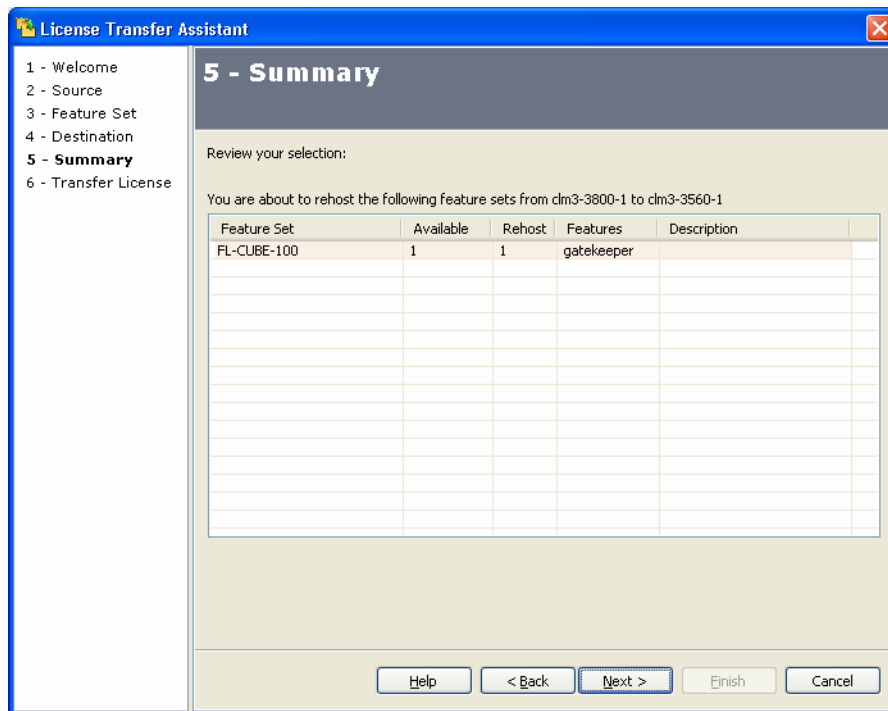 License Transfer Assistant
1 - Welcome
2 - Source
3 - Feature Set
4 - Destination
5 - Summary
6 - Transfer License
5 - Summary
Review your selection:
You are about to rehost the following feature sets from clm3-3800-1 to clm3-3560-1
Feature Set Available Rehost Features Description
FL-CUBE-100 1 1 gatekeeper
Help < Back Next > Finish Cancel